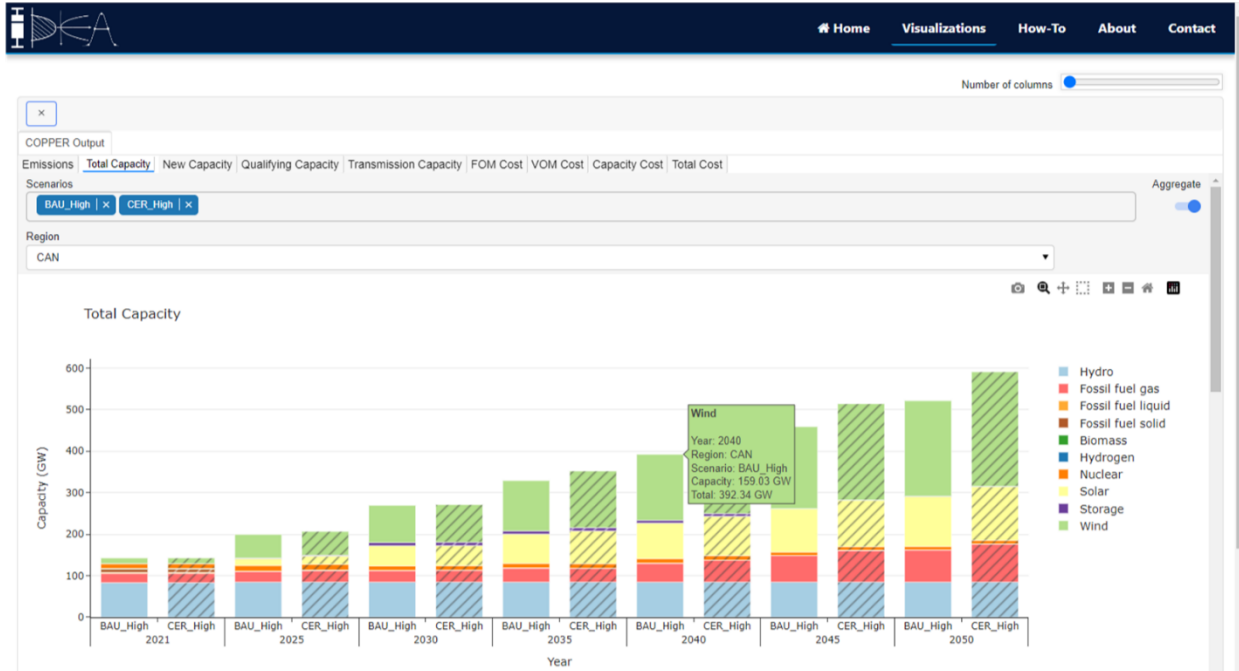 IDEA
Home Visualizations How-To About Contact
Number of columns
×
COPPER Output
Emissions Total Capacity New Capacity Qualifying Capacity Transmission Capacity FOM Cost VOM Cost Capacity Cost Total Cost
Scenarios Aggregate
BAU_High | × CER_High | ×
Region
CAN
Total Capacity
600
500
400
300
200
100
0
Capacity (GW)
Wind
Year: 2040
Region: CAN
Scenario: BAU_High
Capacity: 159.03 GW
Total: 392.34 GW
Hydro
Fossil fuel gas
Fossil fuel liquid
Fossil fuel solid
Biomass
Hydrogen
Nuclear
Solar
Storage
Wind
BAU_High CER_High BAU_High CER_High BAU_High CER_High BAU_High CER_High BAU_High CER_High BAU_High CER_High BAU_High CER_High
2021 2025 2030 2035 2040 2045 2050
Year